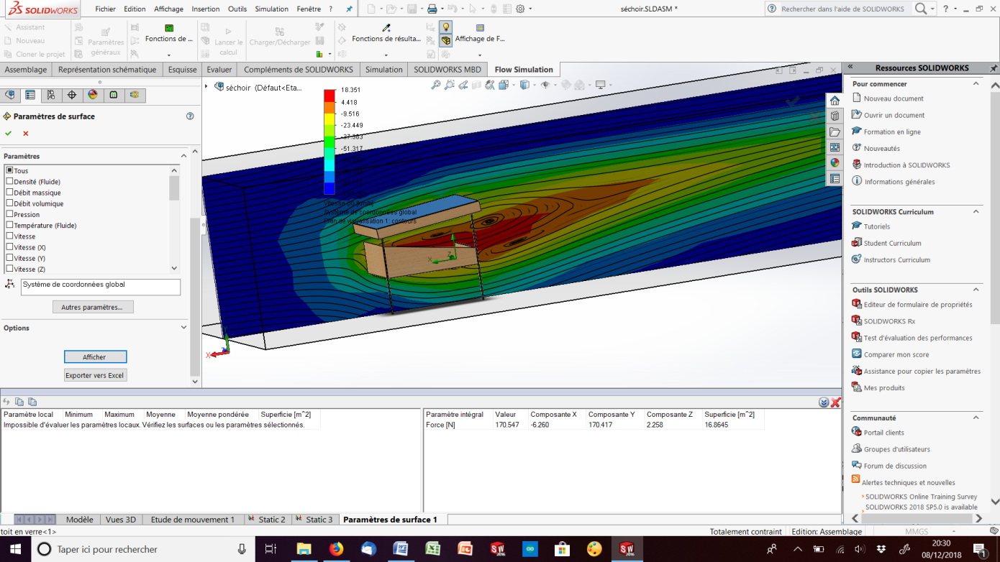 SOLIDWORKS
Fichier Edition Affichage Insertion Outils Simulation Fenêtre ?
séchoir.SLDASM *
Rechercher dans l'aide de SOLIDWORKS
Assistant
Nouveau
Cloner le projet
Paramètres
généraux
Fonctions de ...
Lancer le
calcul
Charger/Décharger
Fonctions de résulta...
Affichage de F...
Assemblage Représentation schématique Esquisse Evaluer Compléments de SOLIDWORKS Simulation SOLIDWORKS MBD Flow Simulation
Paramètres de surface
Paramètres
Tous
Densité (Fluide)
Débit massique
Débit volumique
Pression
Température (Fluide)
Vitesse
Vitesse (X)
Vitesse (Y)
Vitesse (Z)
Système de coordonnées global
Autres paramètres...
Options
Afficher
Exporter vers Excel
séchoir (Défaut<Eta...
18.351
4.418
-9.516
-23.449
-37.383
-51.317
Système de coordonnées global
Plan de visualisation 1: contours
X
Z
X
Z
Y
Ressources SOLIDWORKS
Pour commencer
Nouveau document
Ouvrir un document
Formation en ligne
Nouveautés
Introduction à SOLIDWORKS
Informations générales
SOLIDWORKS Curriculum
Tutoriels
Student Curriculum
Instructors Curriculum
Outils SOLIDWORKS
Editeur de formulaire de propriétés
SOLIDWORKS Rx
Test d'évaluation des performances
Comparer mon score
Assistance pour copier les paramètres
Mes produits
Communauté
Portail clients
Groupes d'utilisateurs
Forum de discussion
Alertes techniques et nouvelles
SOLIDWORKS Online Training Survey
SOLIDWORKS 2018 SP5.0 is available
Paramètre local Minimum Maximum Moyenne Moyenne pondérée Superficie [m^2]
Impossible d'évaluer les paramètres locaux. Vérifiez les surfaces ou les paramètres sélectionnés.
Paramètre intégral Valeur Composante X Composante Y Composante Z Superficie [m^2]
Force [N] 170.547 -6.260 170.417 2.258 16.8645
Modèle Vues 3D Etude de mouvement 1 Static 2 Static 3 Paramètres de surface 1
toit en verre<1>
Totalement contraint Edition: Assemblage MMGS -
Taper ici pour rechercher
20:30
08/12/2018